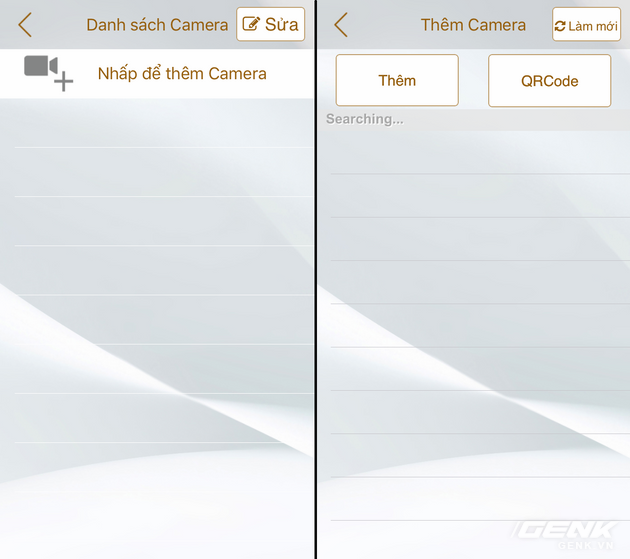 Danh sách Camera
Sửa
Nhấp để thêm Camera
Thêm Camera
Làm mới
Thêm
QRCode
Searching...
GENK
GENK.VN